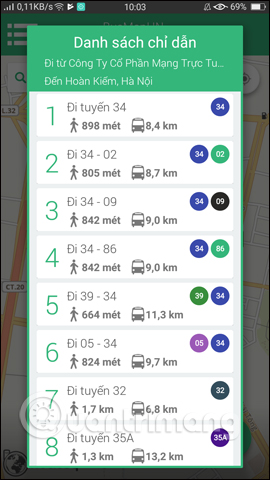 0,11K/s 10:03 69%
Danh sách chỉ dẫn
Đi từ Công Ty Cổ Phần Mạng Trực Tu...
Đến Hoàn Kiếm, Hà Nội
1 Đi tuyến 34 34
898 mét 8,4 km
2 Đi 34 - 02 34 02
805 mét 8,7 km
3 Đi 34 - 09 34 09
842 mét 9,0 km
4 Đi 34 - 86 34 86
842 mét 9,0 km
5 Đi 39 - 34 39 34
664 mét 11,3 km
6 Đi 05 - 34 05 34
824 mét 9,7 km
7 Đi tuyến 32 32
1,7 km 6,8 km
Quantrimang
8 Đi tuyến 35A 35A
1,3 km 13,2 km
L.32
CT.20